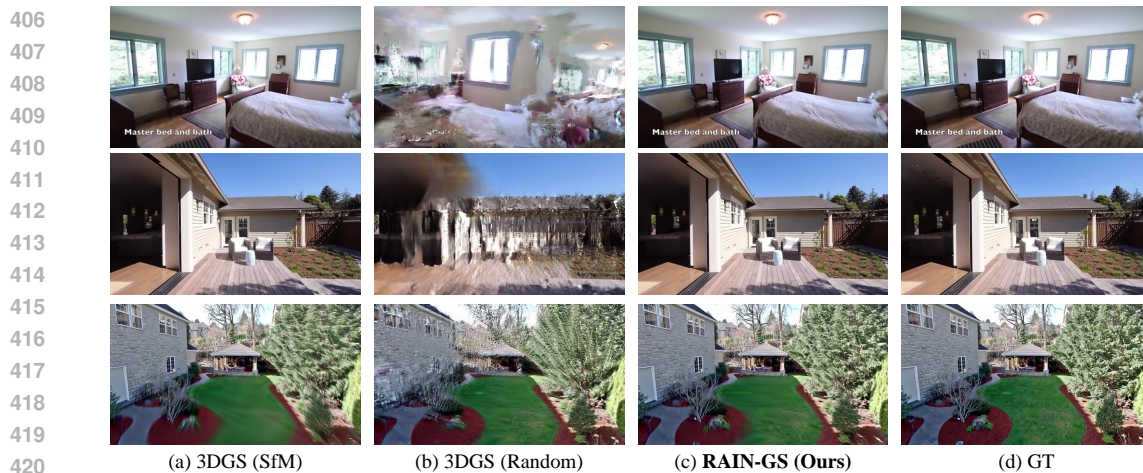 406
407
408
409
410
411
412
413
414
415
416
417
418
419
420
Master bed and bath
Master bed and bath
Master bed and bath
(a) 3DGS (SfM)
(b) 3DGS (Random)
(c) RAIN-GS (Ours)
(d) GT